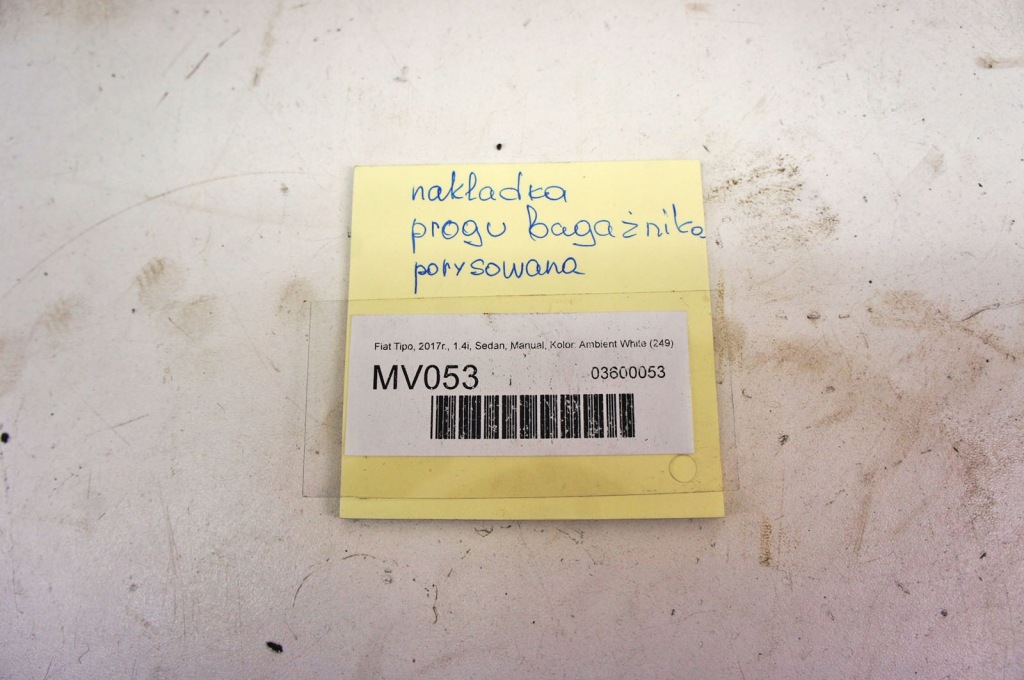 nakładka
progu bagażnika
porysowana
Fiat Tipo, 2017r., 1.4i, Sedan, Manual, Kolor: Ambient White (249)
MV053 03600053